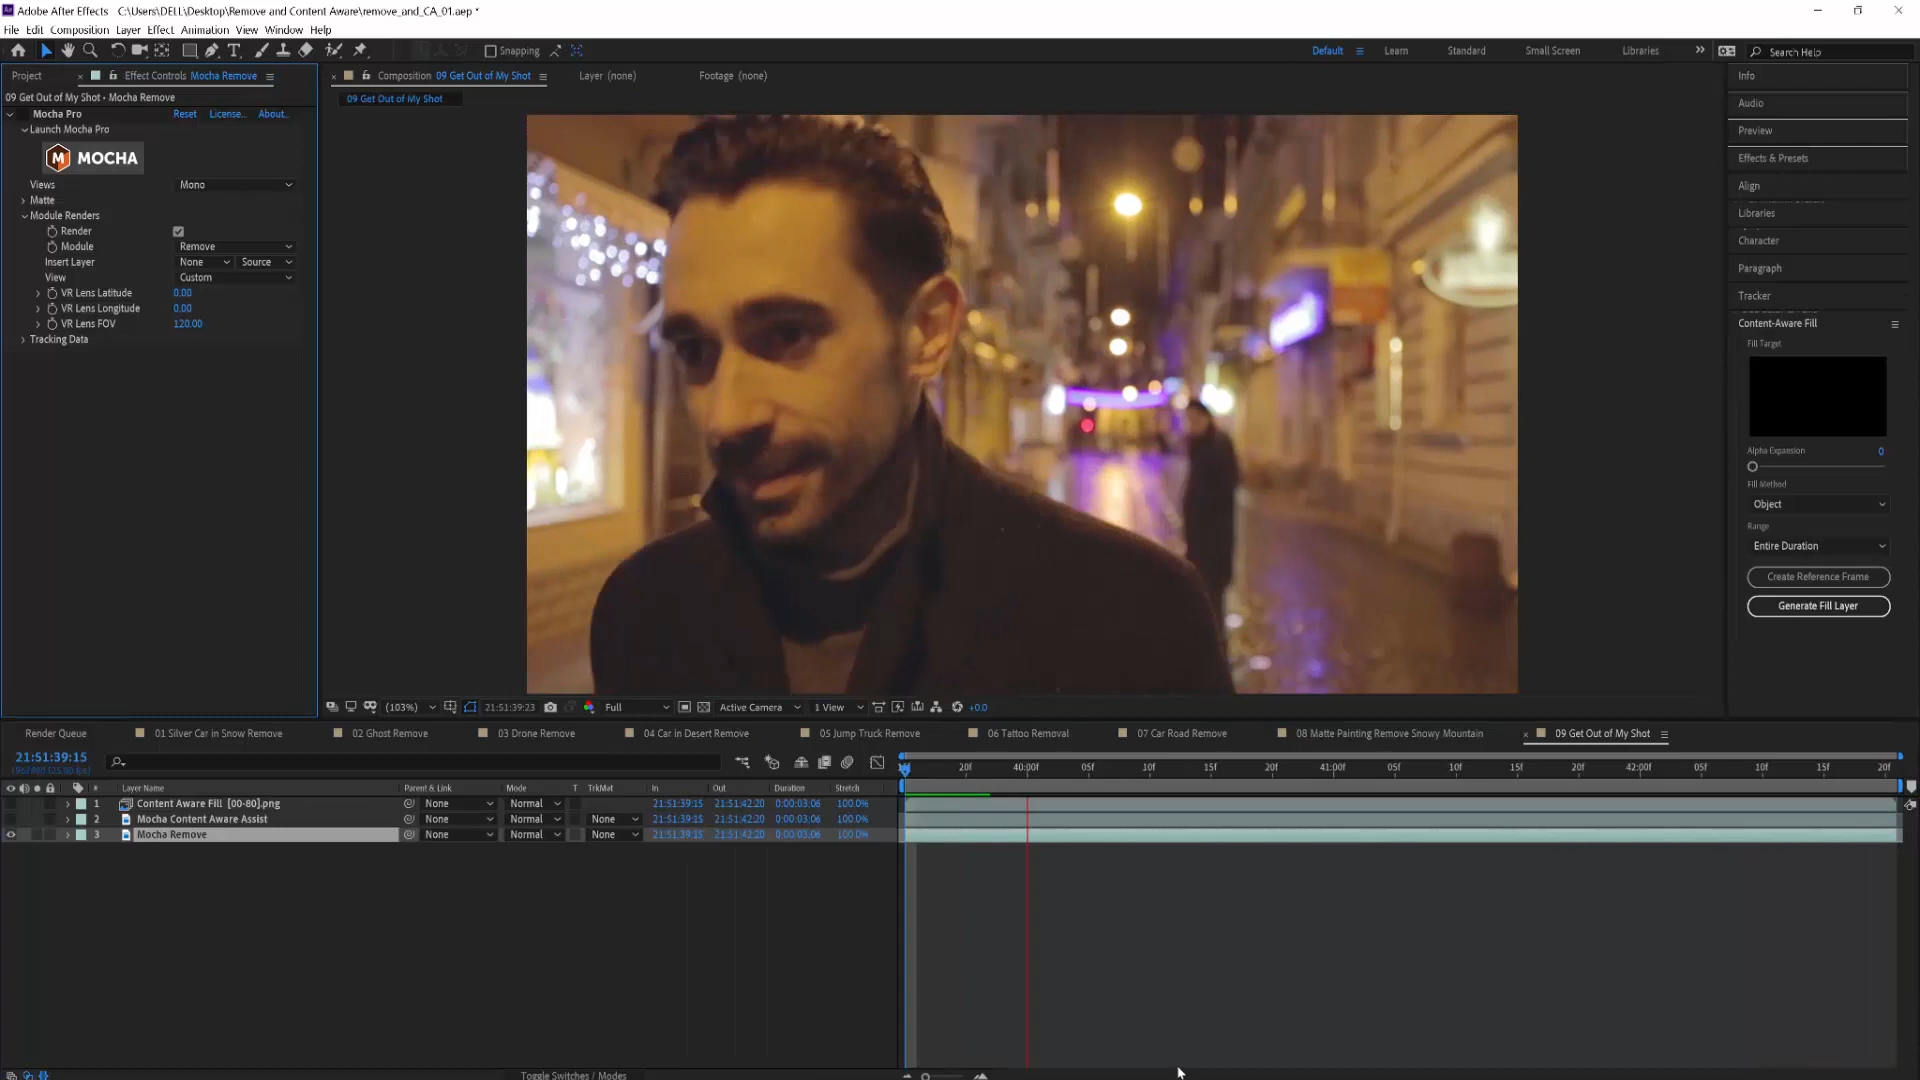 Adobe After Effects   C:\Users\DELL\Desktop\Remove and Content Aware\remove_and_CA_01.aep *
File Edit Composition Layer Effect Animation View Window Help
Snapping Default Learn Standard Small Screen Libraries Search Help
Project Effect Controls Mocha Remove Composition 09 Get Out of My Shot Layer (none) Footage (none) Info
09 Get Out of My Shot • Mocha Remove
09 Get Out of My Shot
Audio
Mocha Pro Reset License... About...
Launch Mocha Pro
Preview
M MOCHA
Effects & Presets
Views Mono
Align
Matte
Module Renders
Libraries
Render
Module Remove
Character
Insert Layer None Source
Paragraph
View Custom
VR Lens Latitude 0.00
Tracker
VR Lens Longitude 0.00
VR Lens FOV 120.00
Content-Aware Fill
Tracking Data
Fill Target
Alpha Expansion 0
Fill Method
Object
Range
Entire Duration
Create Reference Frame
Generate Fill Layer
(103%) 21:51:39:23 Full Active Camera 1 View +0.0
Render Queue 01 Silver Car in Snow Remove 02 Ghost Remove 03 Drone Remove 04 Car in Desert Remove 05 Jump Truck Remove 06 Tattoo Removal 07 Car Road Remove 08 Matte Painting Remove Snowy Mountain 09 Get Out of My Shot
21:51:39:15
20f 40:00f 05f 10f 15f 20f 41:00f 05f 10f 15f 20f 42:00f 05f 10f 15f 20f
# Layer Name Parent & Link Mode T TrkMat In Out Duration Stretch
1 Content Aware Fill [00-80].png None Normal 21:51:39:15 21:51:42:20 0:00:03:06 100.0%
2 Mocha Content Aware Assist None Normal None 21:51:39:15 21:51:42:20 0:00:03:06 100.0%
3 Mocha Remove None Normal None 21:51:39:15 21:51:42:20 0:00:03:06 100.0%
Toggle Switches / Modes